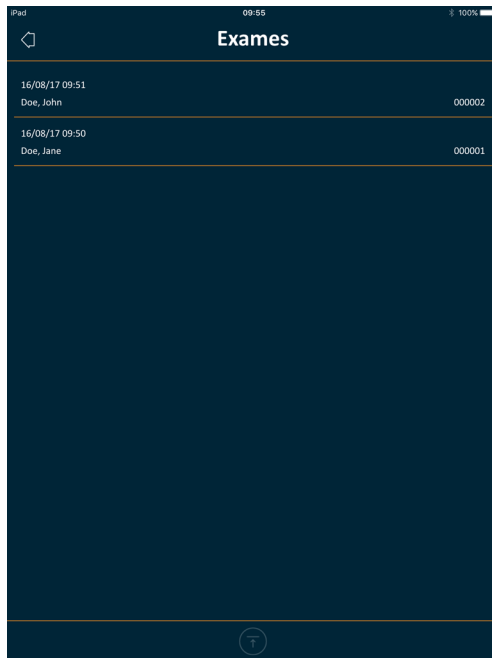 iPad 09:55 100%
Exames
16/08/17 09:51
Doe, John 000002
16/08/17 09:50
Doe, Jane 000001